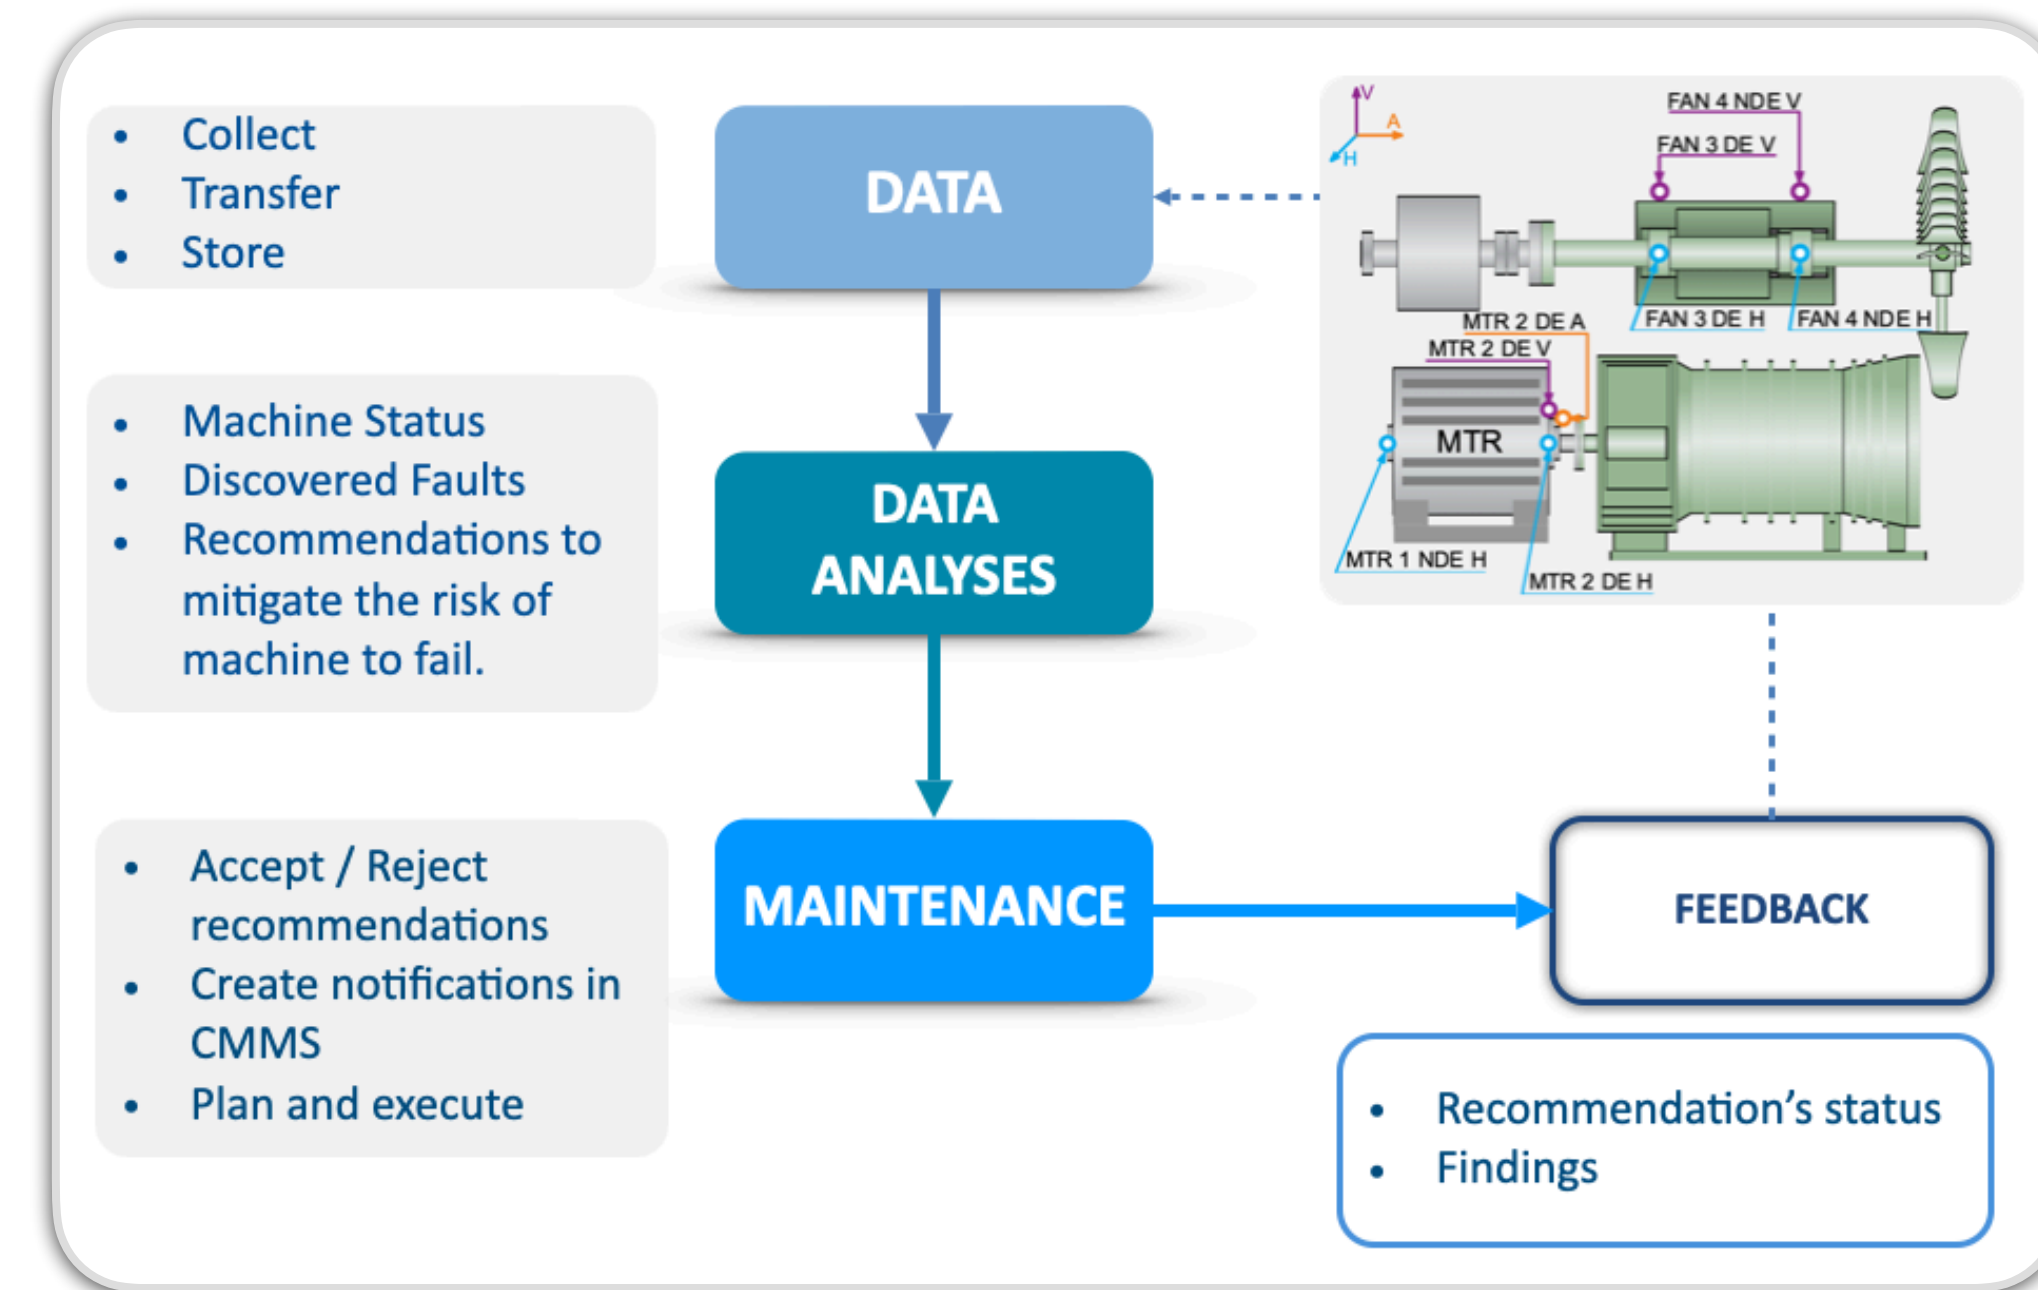 • Collect
• Transfer
• Store
DATA
V
A
H
FAN 4 NDE V
FAN 3 DE V
FAN 3 DE H
FAN 4 NDE H
MTR 2 DE A
MTR 2 DE V
MTR
MTR 1 NDE H
MTR 2 DE H
• Machine Status
• Discovered Faults
• Recommendations to
mitigate the risk of
machine to fail.
DATA
ANALYSES
• Accept / Reject
recommendations
• Create notifications in
CMMS
• Plan and execute
MAINTENANCE
FEEDBACK
• Recommendation’s status
• Findings